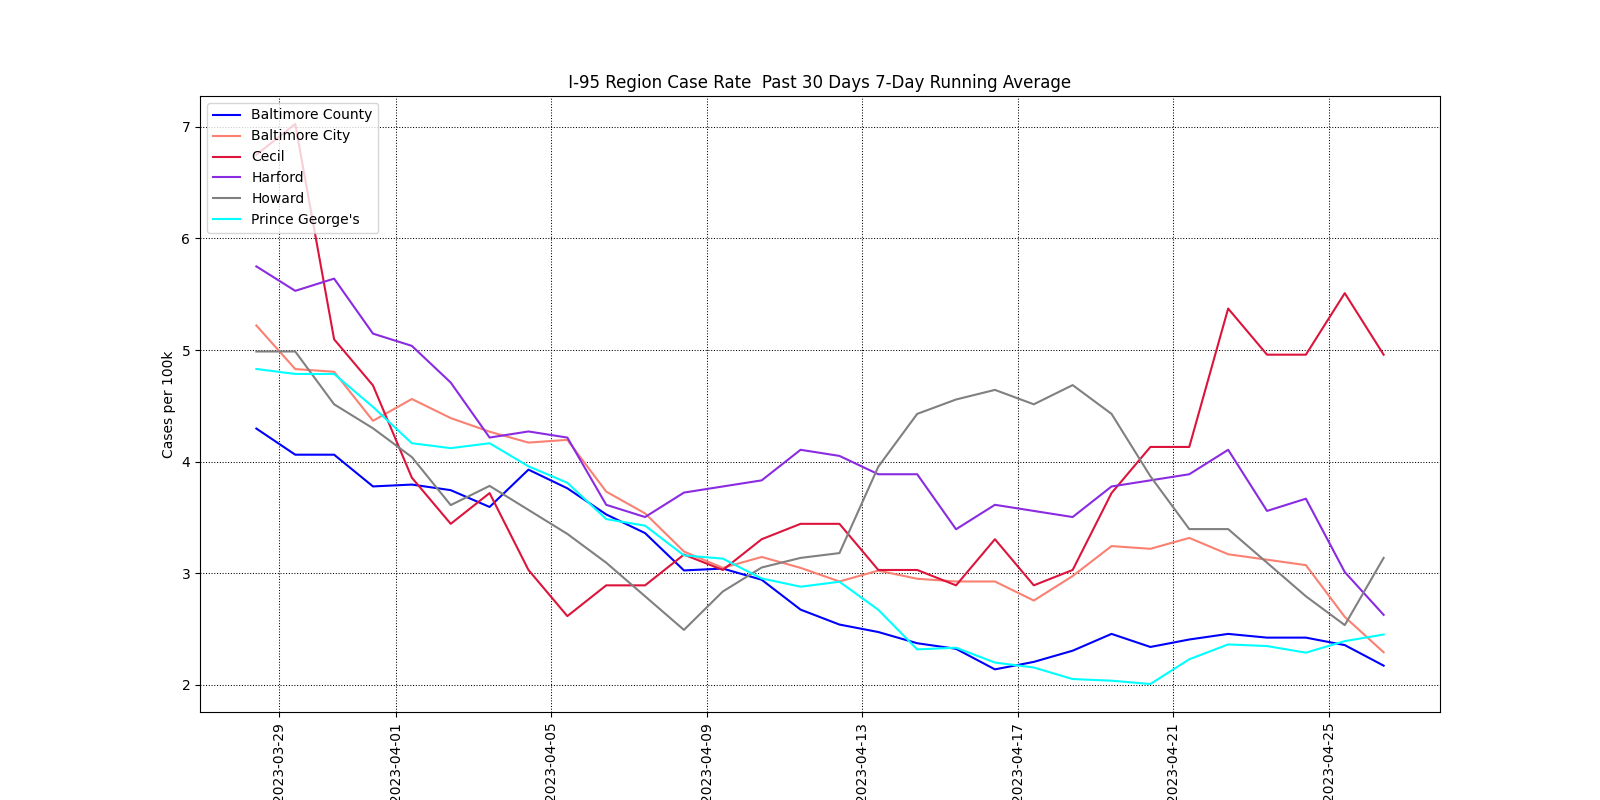 I-95 Region Case Rate  Past 30 Days 7-Day Running Average
Baltimore County
Baltimore City
Cecil
Harford
Howard
Prince George's
Cases per 100k
7
6
5
4
3
2
2023-03-29
2023-04-01
2023-04-05
2023-04-09
2023-04-13
2023-04-17
2023-04-21
2023-04-25